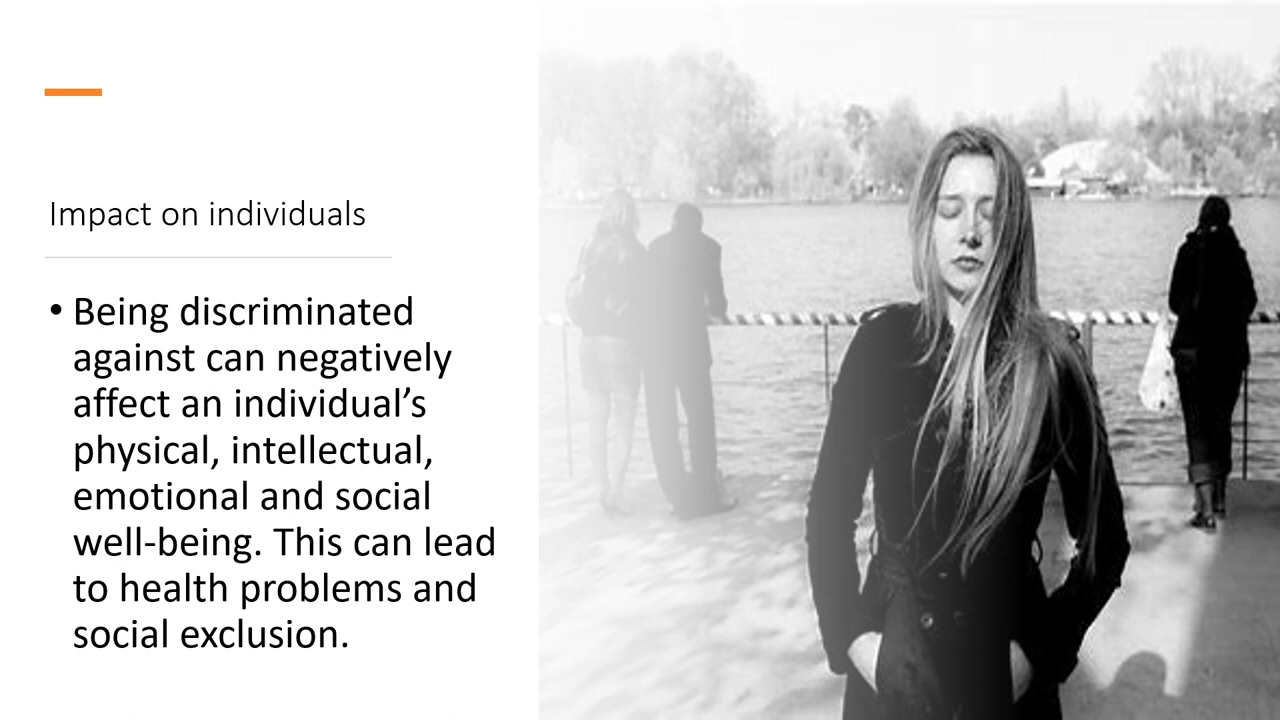 Impact on individuals
• Being discriminated
against can negatively
affect an individual’s
physical, intellectual,
emotional and social
well-being. This can lead
to health problems and
social exclusion.